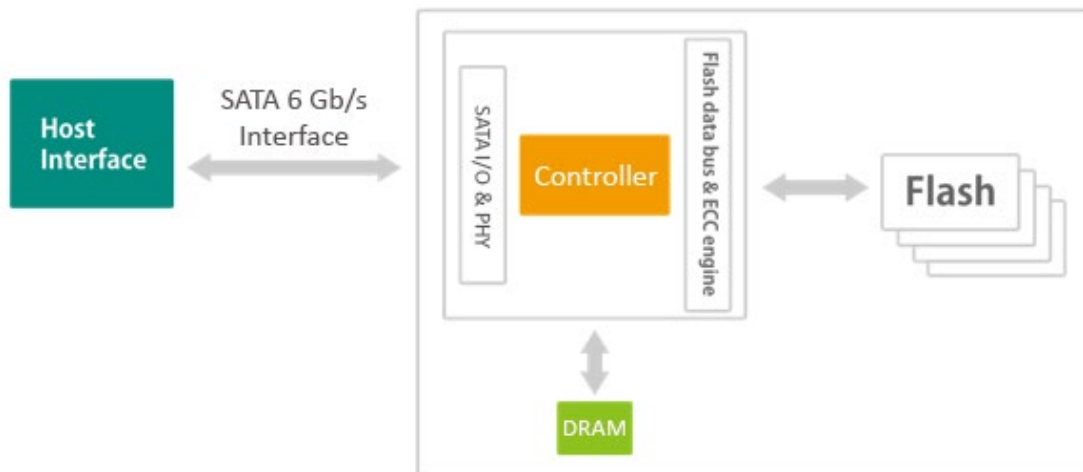 Host
Interface
SATA 6 Gb/s
Interface
SATA I/O & PHY
Controller
Flash data bus & ECC engine
Flash
DRAM